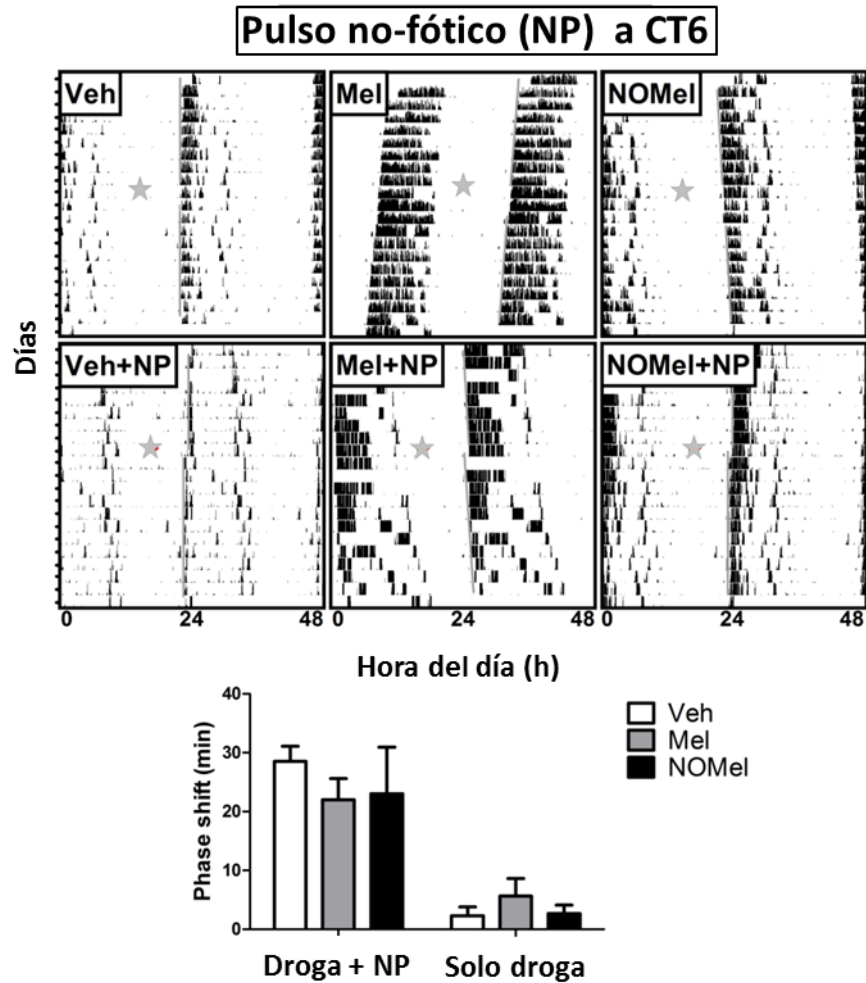 Pulso no-fótico (NP) a CT6
Veh
Mel
NOMel
Días
Veh+NP
Mel+NP
NOMel+NP
0 24 48 0 24 48 0 24 48
Hora del día (h)
Phase shift (min)
40
30
20
10
0
Veh
Mel
NOMel
Droga + NP
Solo droga